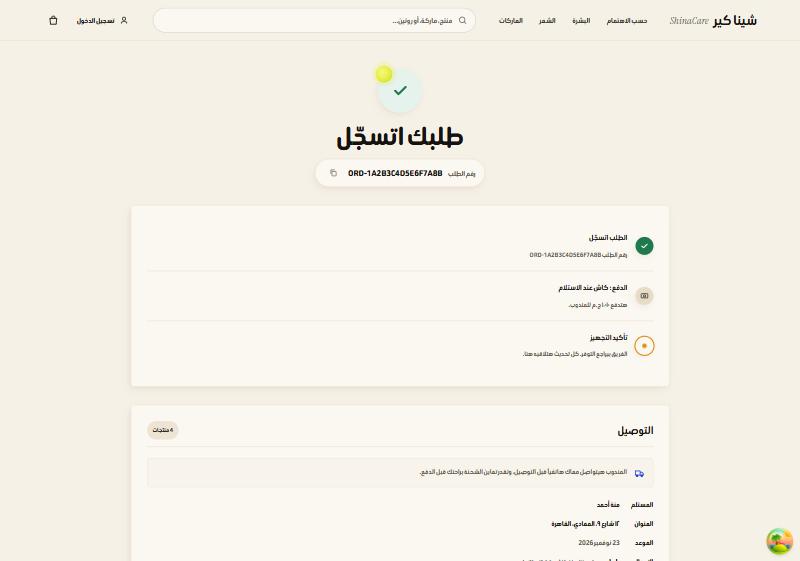 شينا كير ShinaCare
حسب الاهتمام
البشرة
الشعر
الماركات
منتج، ماركة، أو روتين...
تسجيل الدخول
طلبك اتسجّل
رقم الطلب ORD-1A2B3C4D5E6F7A8B
الطلب اتسجّل
رقم الطلب ORD-1A2B3C4D5E6F7A8B
الدفع: كاش عند الاستلام
هتدفع ج.م للمندوب.
تأكيد التجهيز
الفريق بيراجع التوفر. كل تحديث هتلاقيه هنا.
التوصيل
4 منتجات
المندوب هيتواصل معاك هاتفياً قبل التوصيل، وتقدر تعاين الشحنة براحتك قبل الدفع.
المستلم منة أحمد
العنوان ١٢ شارع ٩، المعادي، القاهرة
الموعد 23 نوفمبر 2026